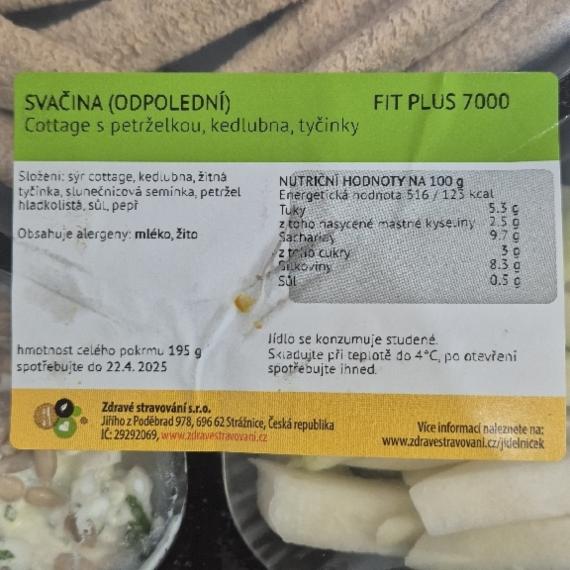 SVAČINA (ODPOLEDNÍ) FIT PLUS 7000
Cottage s petrželkou, kedlubna, tyčinky
Složení: sýr cottage, kedlubna, žitná
tyčinka, slunečnicová semínka, petržel
hladkolistá, sůl, pepř
Obsahuje alergeny: mléko, žito
NUTRIČNÍ HODNOTY NA 100 g
Energetická hodnota 516 / 123 kcal
Tuky 5.3 g
z toho nasycené mastné kyseliny 2.5 g
Sacharidy 9.7 g
z toho cukry 3 g
Bílkoviny 8.3 g
Sůl 0.5 g
hmotnost celého pokrmu 195 g
spotřebujte do 22.4. 2025
Jídlo se konzumuje studené.
Skladujte při teplotě do 4°C, po otevření
spotřebujte ihned.
Zdravé stravování s.r.o.
Jiřího z Poděbrad 978, 696 62 Strážnice, Česká republika
IČ: 29292069, www.zdravestravovani.cz
Více informací naleznete na:
www.zdravestravovani.cz/jidelnicek